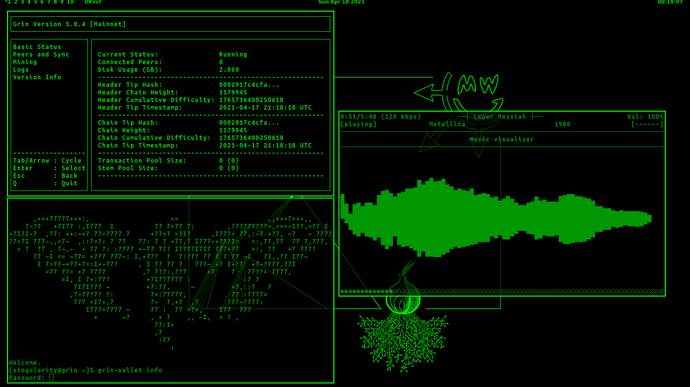 *1 2 3 4 5 6 7 8 9 10
Sun Apr 18 2021
00:19:07
Grin Version 5.0.4 [Mainnet]
Basic Status
Peers and Sync
Mining
Logs
Version Info
Tab/Arrow : Cycle
Enter : Select
Esc : Back
Q : Quit
Current Status: Running
Connected Peers: 8
Disk Usage (GB): 2.060
Header Tip Hash: 0002917c4cfa...
Header Chain Height: 1179945
Header Cumulative Difficulty: 1765736400250618
Header Tip Timestamp: 2021-04-17 21:18:18 UTC
Chain Tip Hash: 0002917c4cfa...
Chain Height: 1179945
Chain Cumulative Difficulty: 1765736400250618
Chain Tip Timestamp: 2021-04-17 21:18:18 UTC
Transaction Pool Size: 0 (0)
Stem Pool Size: 0 (0)
MW
0:51/5:40 (128 kbps)
Leper Messiah
Vol: 100%
[playing]
Metallica
1984
[------]
Music visualizer
Welcome.
[singularity@grin ~]$ grin-wallet info
Password: